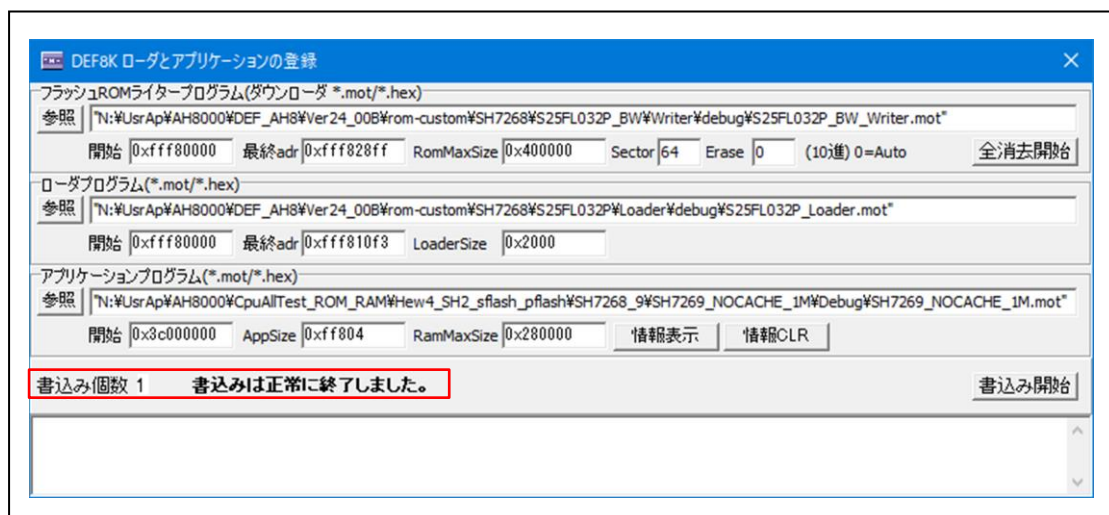 DEF8K ローダとアプリケーションの登録
フラッシュROMライタープログラム(ダウンローダ *.mot/*.hex)
参照 "N:¥UsrAp¥AH8000¥DEF_AH8¥Ver24_00B¥rom-custom¥SH7268¥S25FL032P_BW¥Writer¥debug¥S25FL032P_BW_Writer.mot"
開始 0xfff80000 最終adr 0xfff828ff RomMaxSize 0x400000 Sector 64 Erase 0 (10進) 0=Auto 全消去開始
ローダプログラム(*.mot/*.hex)
参照 "N:¥UsrAp¥AH8000¥DEF_AH8¥Ver24_00B¥rom-custom¥SH7268¥S25FL032P¥Loader¥debug¥S25FL032P_Loader.mot"
開始 0xfff80000 最終adr 0xfff810f3 LoaderSize 0x2000
アプリケーションプログラム(*.mot/*.hex)
参照 "N:¥UsrAp¥AH8000¥CpuAllTest_ROM_RAM¥Hew4_SH2_sflash_pflash¥SH7268_9¥SH7269_NOCACHE_1M¥Debug¥SH7269_NOCACHE_1M.mot"
開始 0x3c000000 AppSize 0xff804 RamMaxSize 0x280000 情報表示 情報CLR
書込み個数 1 書込みは正常に終了しました。 書込み開始